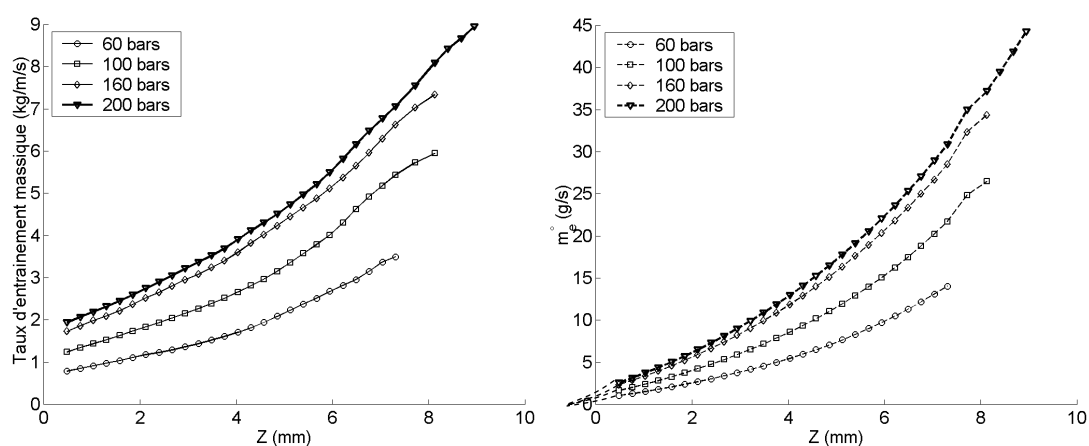 9
8
7
6
5
4
3
2
1
0
Taux d'entrainement massique (kg/m/s)
60 bars
100 bars
160 bars
200 bars
0 2 4 6 8 10
Z (mm)
45
40
35
30
25
20
15
10
5
0
m°e (g/s)
60 bars
100 bars
160 bars
200 bars
0 2 4 6 8 10
Z (mm)